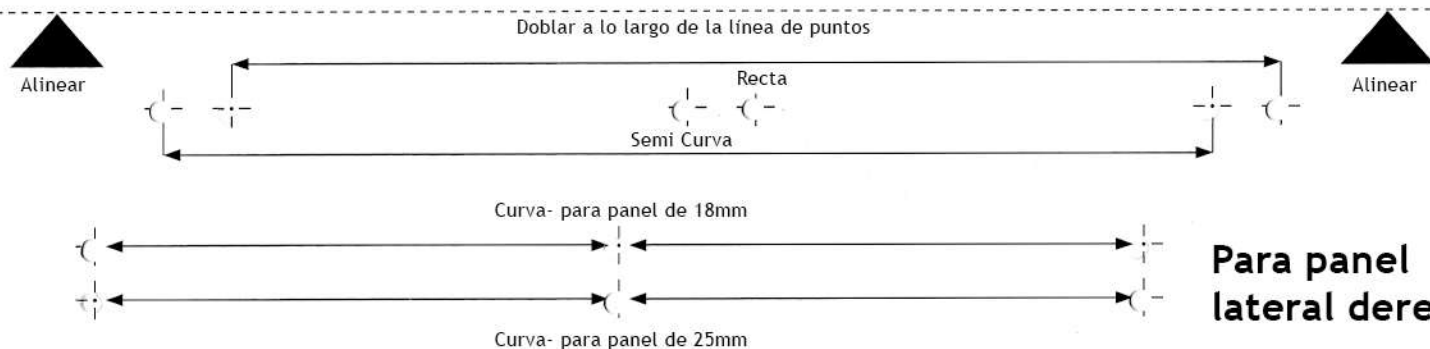 Doblar a lo largo de la línea de puntos
Alinear
Alinear
Recta
Semi Curva
Curva- para panel de 18mm
Para panel
lateral dere
Curva- para panel de 25mm